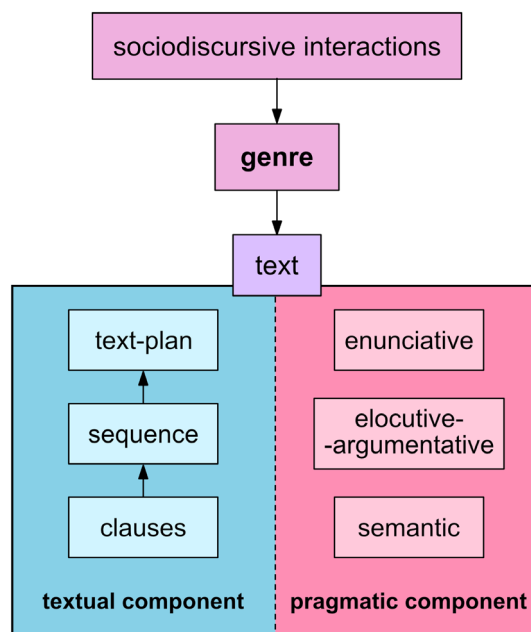 sociodiscursive interactions
genre
text
text-plan
sequence
clauses
textual component
enunciative
elocutive-
-argumentative
semantic
pragmatic component